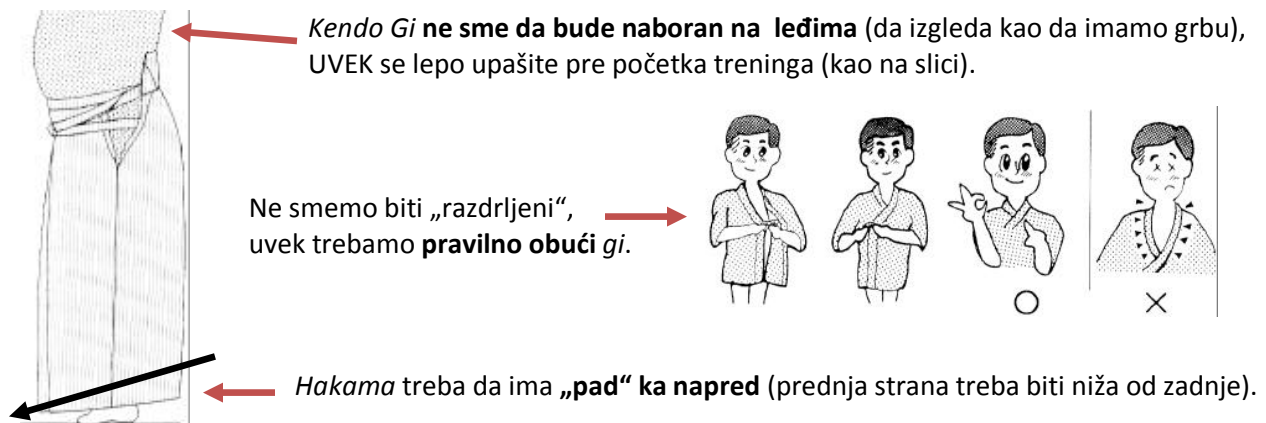 Kendo Gi ne sme da bude naboran na  leđima (da izgleda kao da imamo grbu),
UVEK se lepo upašite pre početka treninga (kao na slici).
Ne smemo biti „razdrljeni“,
uvek trebamo pravilno obući gi.
Hakama treba da ima „pad“ ka napred (prednja strana treba biti niža od zadnje).